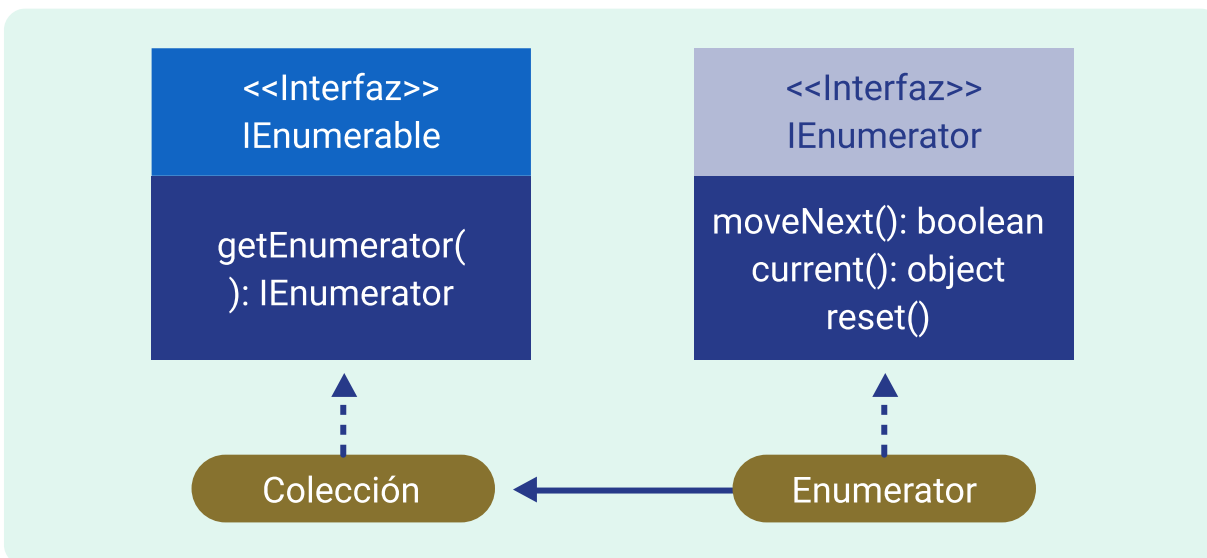 <<Interfaz>>
IEnumerable
getEnumerator(
): IEnumerator
<<Interfaz>>
IEnumerator
moveNext(): boolean
current(): object
reset()
Colección
Enumerator